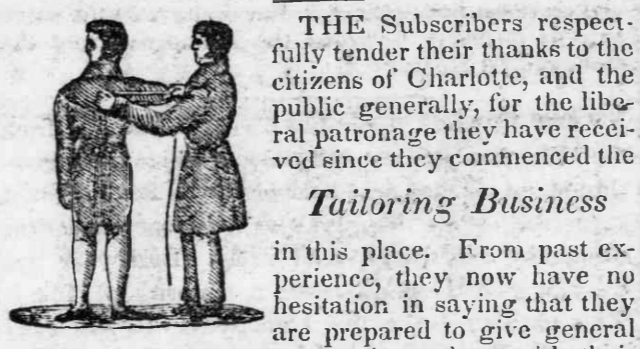 THE Subscribers respect-
fully tender their thanks to the
citizens of Charlotte, and the
public generally, for the libe-
ral patronage they have recei-
ved since they commenced the
Tailoring Business
in this place. From past ex-
perience, they now have no
hesitation in saying that they
are prepared to give general